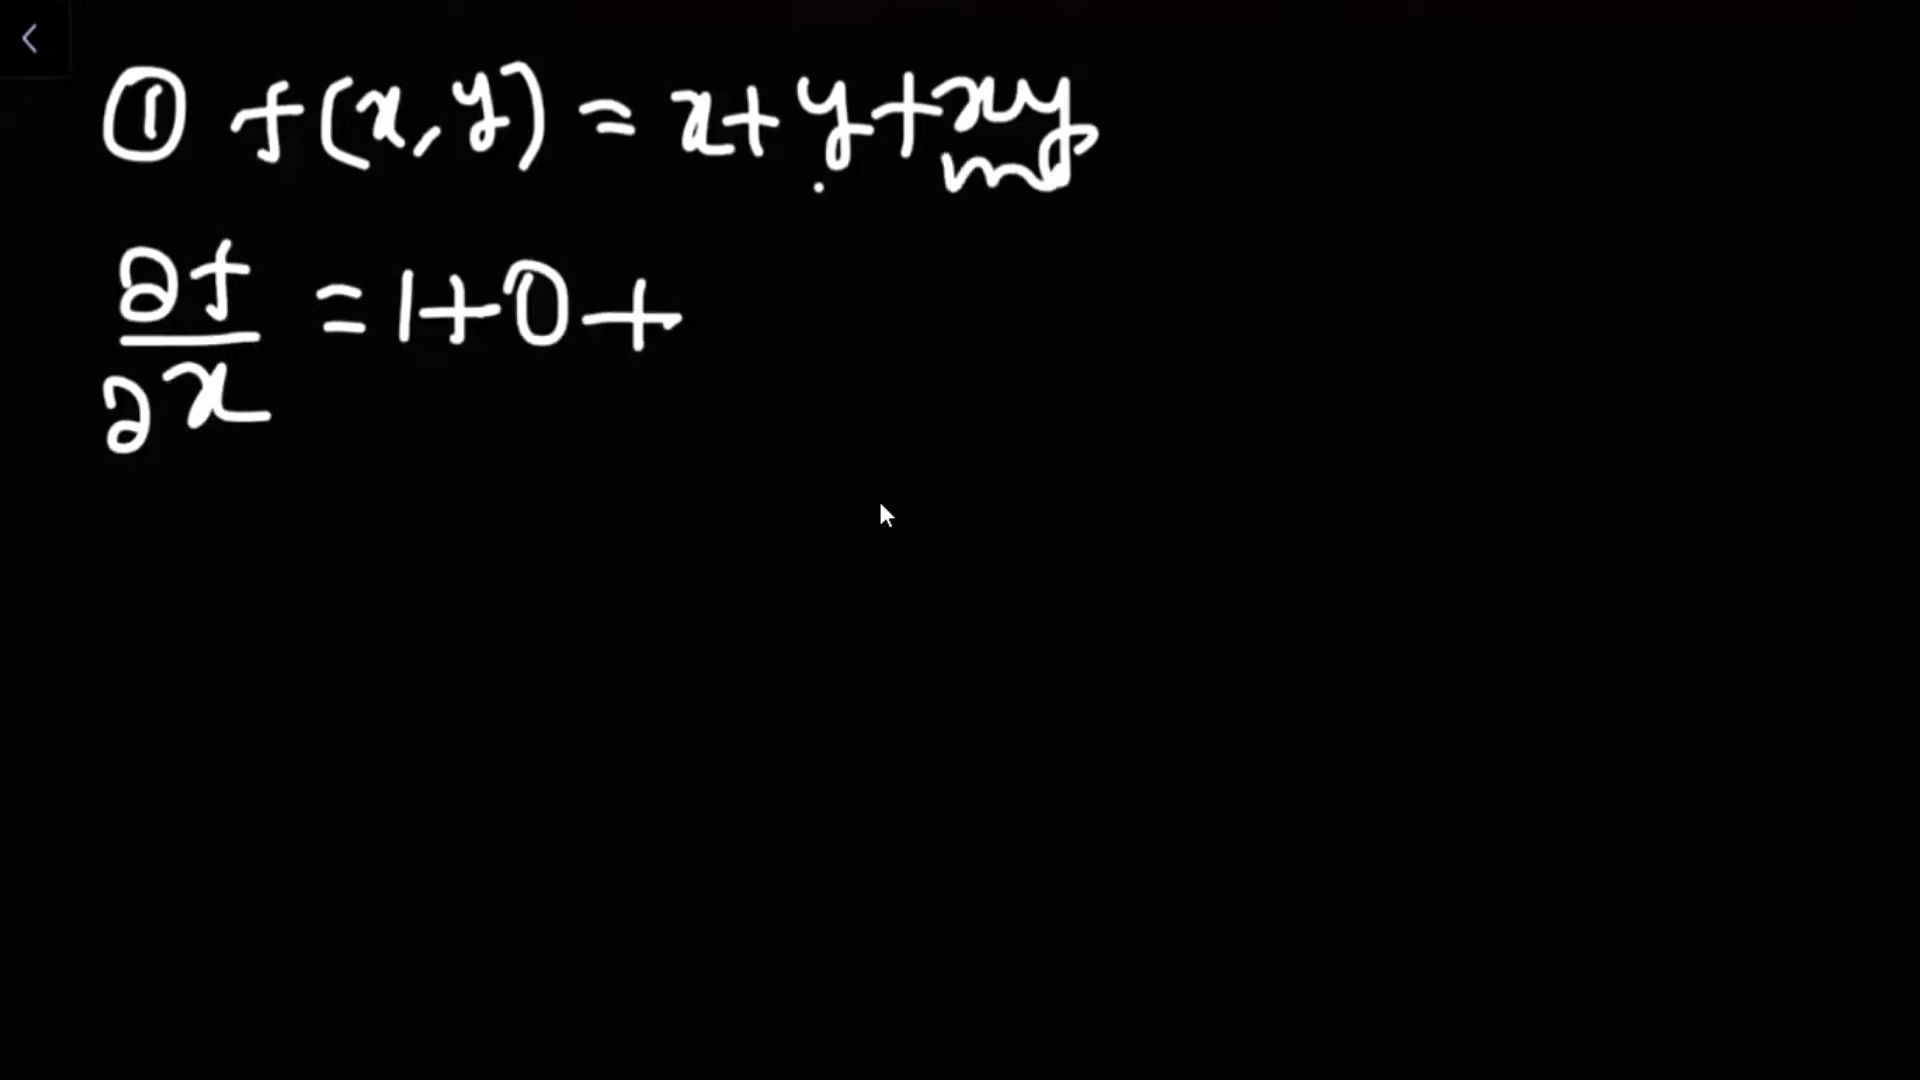 ① f(x,y) = x+y+xy
∂f/∂x = 1+0+